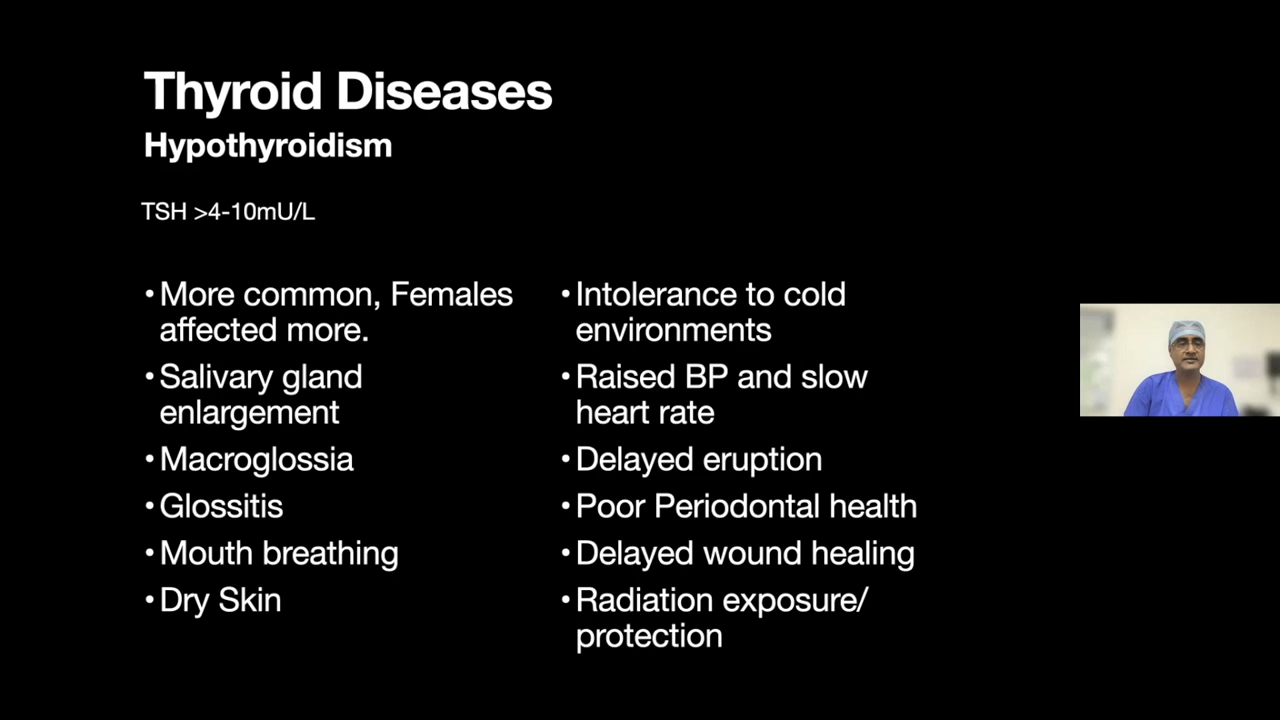 Thyroid Diseases
Hypothyroidism
TSH >4-10mU/L
•More common, Females
affected more.
•Salivary gland
enlargement
•Macroglossia
•Glossitis
•Mouth breathing
•Dry Skin
•Intolerance to cold
environments
•Raised BP and slow
heart rate
•Delayed eruption
•Poor Periodontal health
•Delayed wound healing
•Radiation exposure/
protection